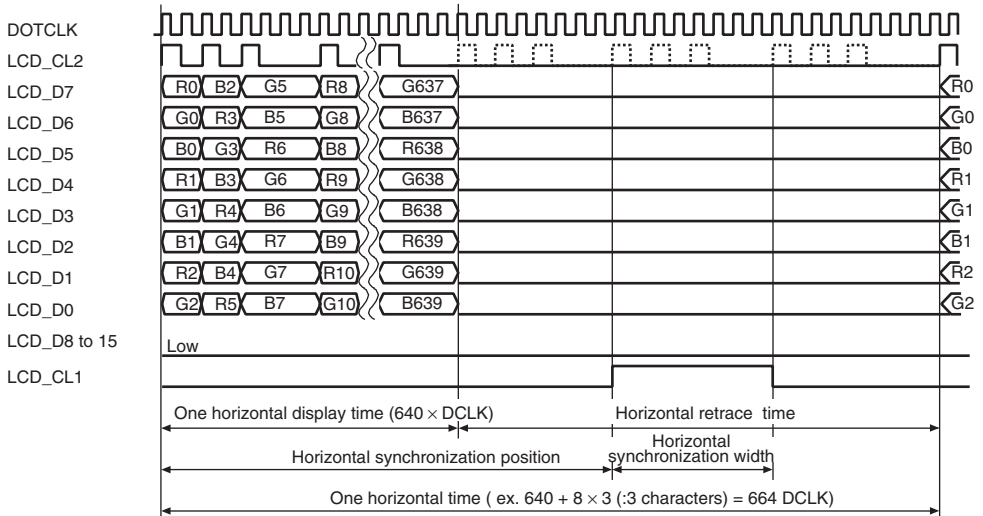 DOTCLK
LCD_CL2
LCD_D7 R0 B2 G5 R8 G637 R0
LCD_D6 G0 R3 B5 G8 B637 G0
LCD_D5 B0 G3 R6 B8 R638 B0
LCD_D4 R1 B3 G6 R9 G638 R1
LCD_D3 G1 R4 B6 G9 B638 G1
LCD_D2 B1 G4 R7 B9 R639 B1
LCD_D1 R2 B4 G7 R10 G639 R2
LCD_D0 G2 R5 B7 G10 B639 G2
LCD_D8 to 15 Low
LCD_CL1
One horizontal display time (640 × DCLK) Horizontal retrace time
Horizontal synchronization position Horizontal
synchronization width
One horizontal time ( ex. 640 + 8 × 3 (:3 characters) = 664 DCLK)